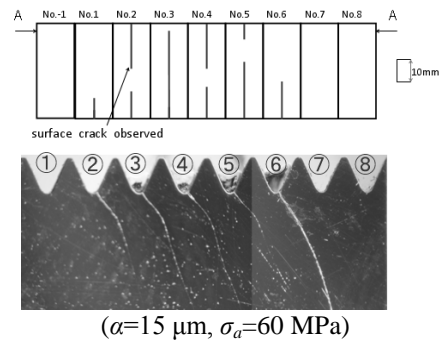 A No.-1 No.1 No.2 No.3 No.4 No.5 No.6 No.7 No.8 A
10mm
surface crack observed
① ② ③ ④ ⑤ ⑥ ⑦ ⑧
(α=15 μm, σa=60 MPa)